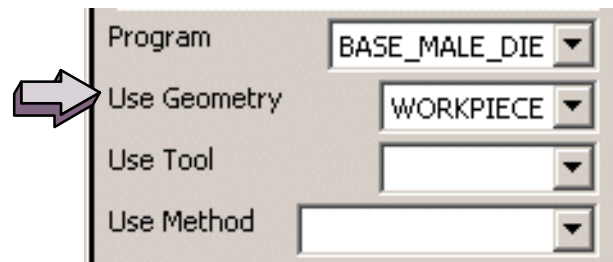 Program BASE_MALE_DIE
Use Geometry WORKPIECE
Use Tool
Use Method